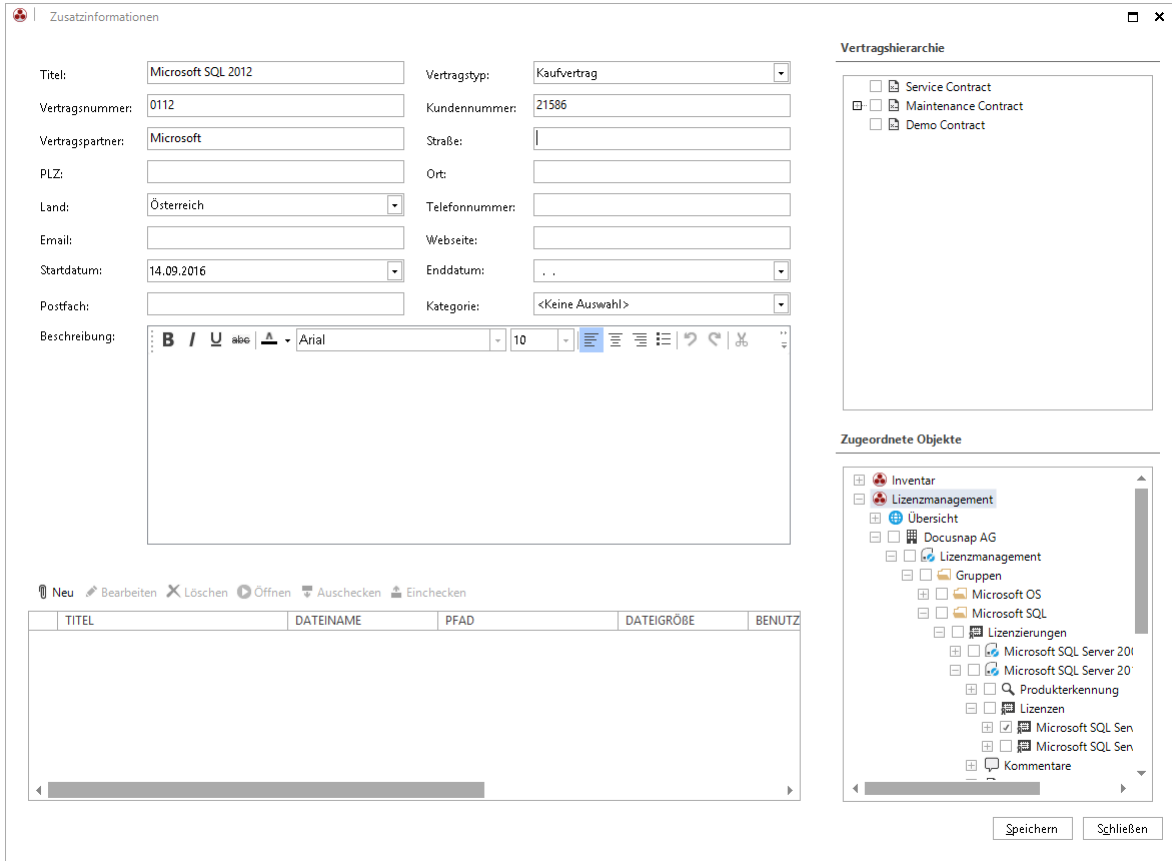 Zusatzinformationen
Titel: Microsoft SQL 2012 Vertragstyp: Kaufvertrag
Vertragsnummer: 0112 Kundennummer: 21586
Vertragspartner: Microsoft Straße:
PLZ: Ort:
Land: Österreich Telefonnummer:
Email: Webseite:
Startdatum: 14.09.2016 Enddatum: . .
Postfach: Kategorie: <Keine Auswahl>
Beschreibung: B I U abc A Arial 10
Neu Bearbeiten Löschen Öffnen Auschecken Einchecken
TITEL DATEINAME PFAD DATEIGRÖßE BENUTZ
Vertragshierarchie
Service Contract
Maintenance Contract
Demo Contract
Zugeordnete Objekte
Inventar
Lizenzmanagement
Übersicht
Docusnap AG
Lizenzmanagement
Gruppen
Microsoft OS
Microsoft SQL
Lizenzierungen
Microsoft SQL Server 200
Microsoft SQL Server 201
Produkterkennung
Lizenzen
Microsoft SQL Serv
Microsoft SQL Serv
Kommentare
Speichern Schließen